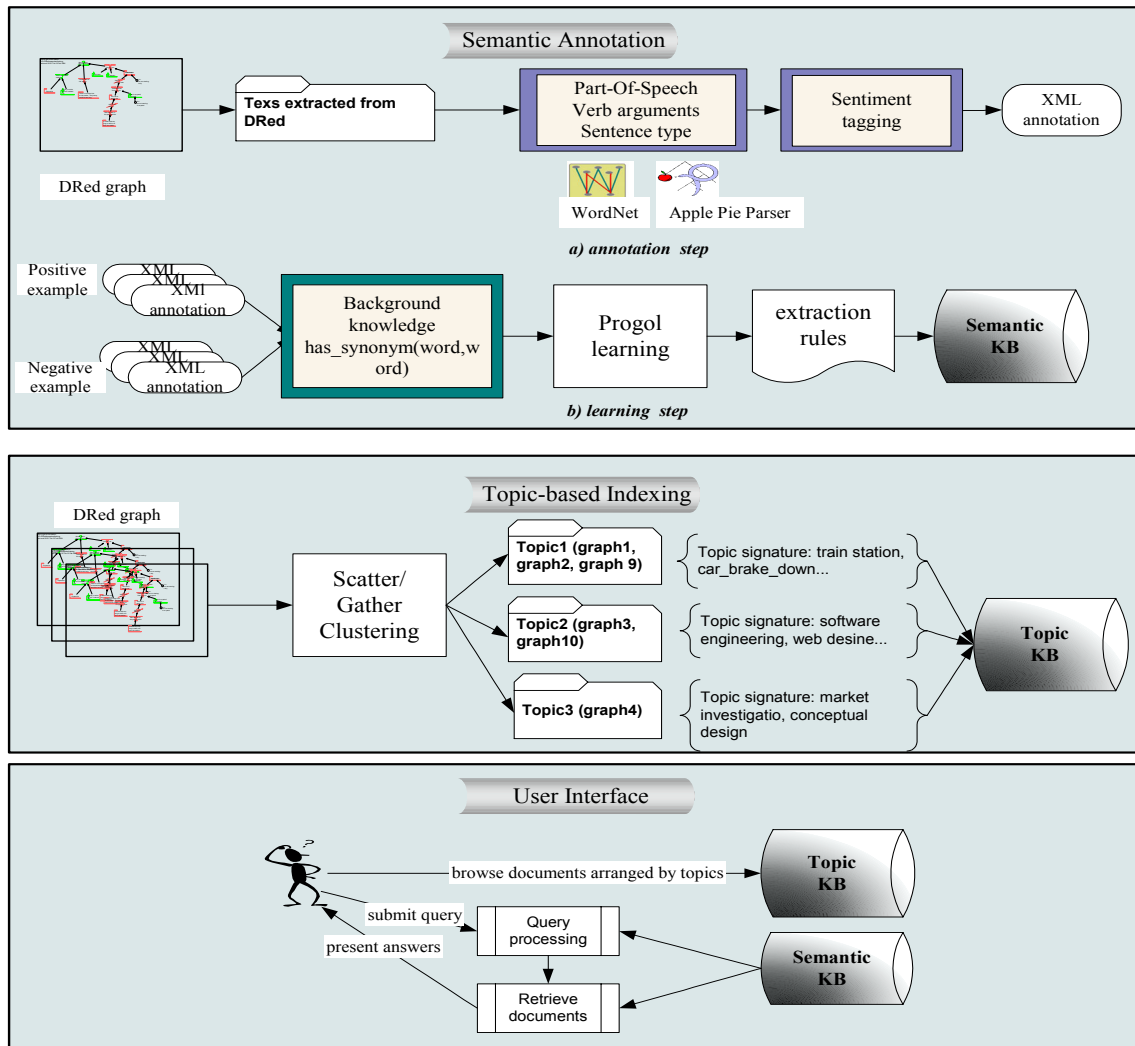 Semantic Annotation
Texs extracted from
DRed
Part-Of-Speech
Verb arguments
Sentence type
Sentiment
tagging
XML
annotation
DRed graph
WordNet
Apple Pie Parser
a) annotation step
Positive
example
XML
XML
XMl
annotation
Negative
example
XML
XML
XML
annotation
Background
knowledge
has_synonym(word,w
ord)
Progol
learning
extraction
rules
Semantic
KB
b) learning step
Topic-based Indexing
DRed graph
Scatter/
Gather
Clustering
Topic1 (graph1,
graph2, graph 9)
Topic signature: train station,
car_brake_down...
Topic2 (graph3,
graph10)
Topic signature: software
engineering, web desine...
Topic3 (graph4)
Topic signature: market
investigatio, conceptual
design
Topic
KB
User Interface
?
browse documents arranged by topics
Topic
KB
submit query
Query
processing
present answers
Retrieve
documents
Semantic
KB